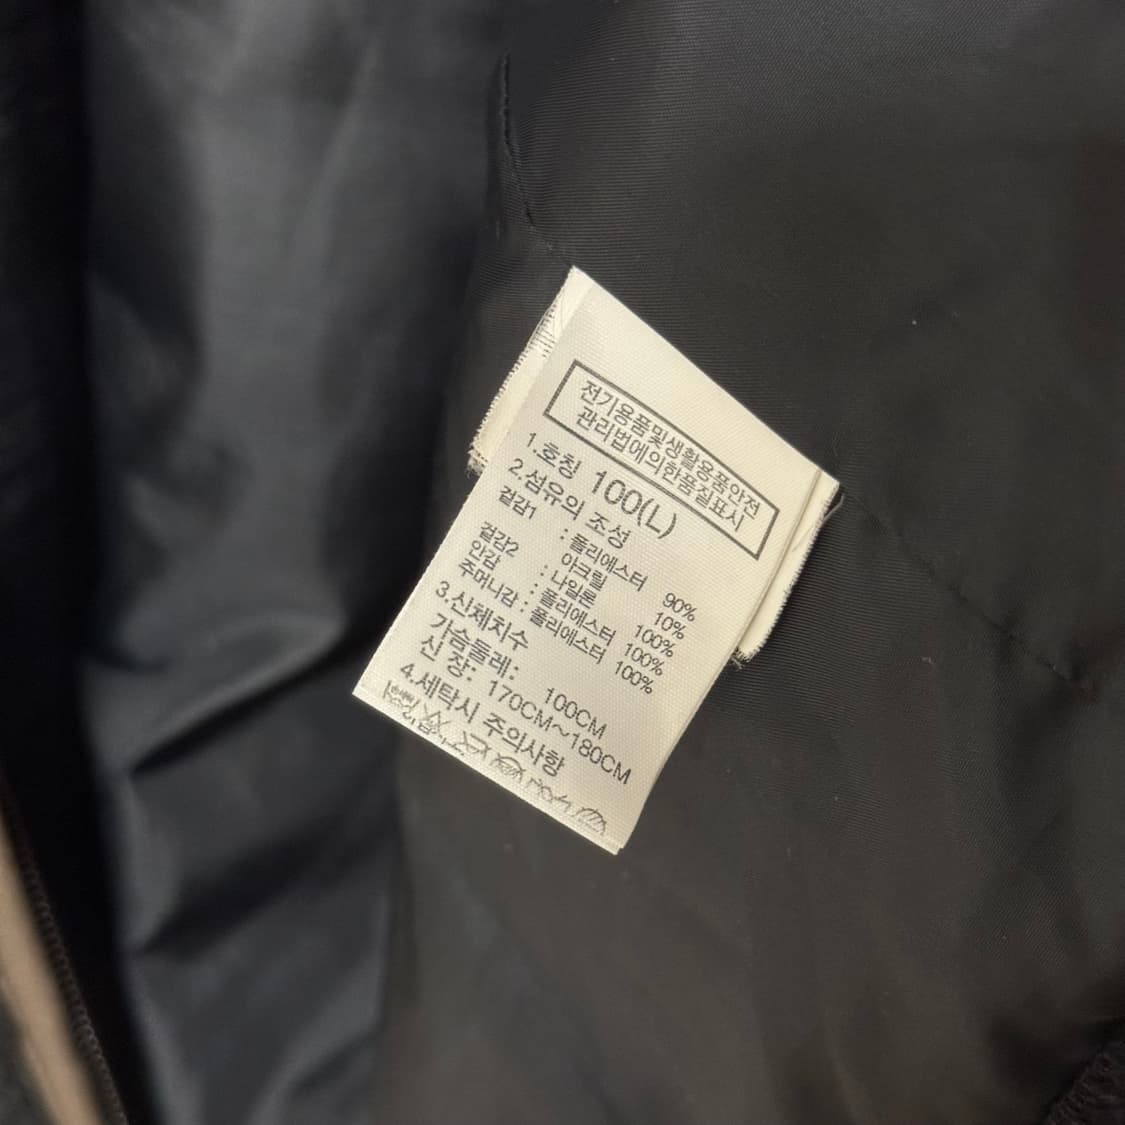 전기용품및생활용품안전
관리법에의한품질표시
1.호칭 100(L)
2.섬유의 조성
겉감1 : 폴리에스터 90%
아크릴 10%
겉감2 : 나일론 100%
안감 : 폴리에스터 100%
주머니감 : 폴리에스터 100%
3.신체치수
가슴둘레: 100CM
신 장: 170CM~180CM
4.세탁시 주의사항